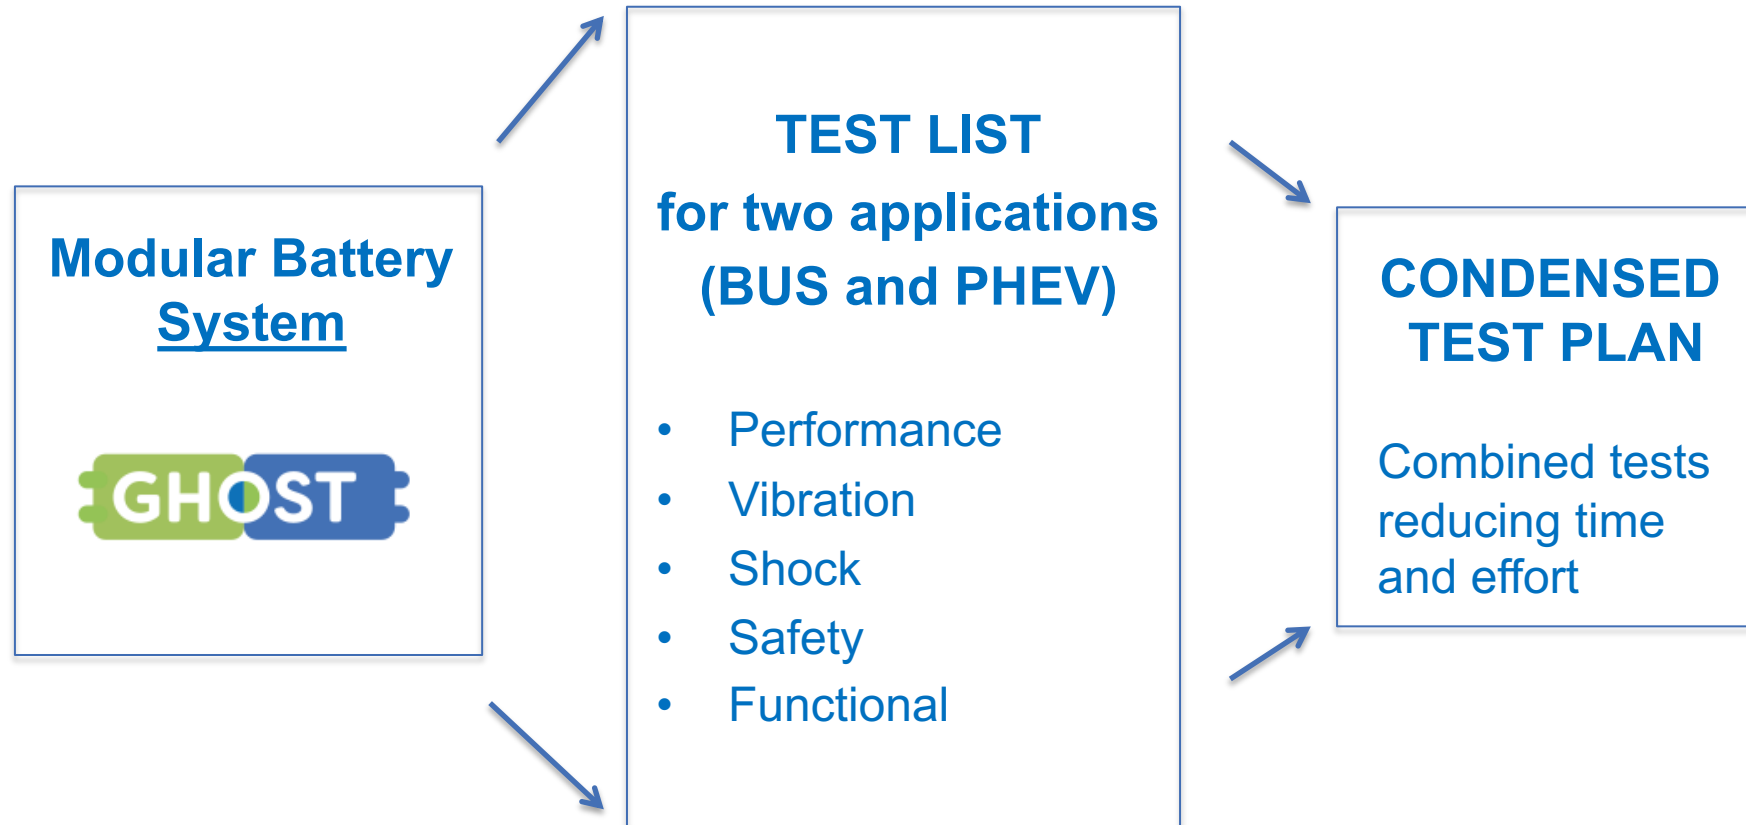 Modular Battery
System
GHOST
TEST LIST
for two applications
(BUS and PHEV)
• Performance
• Vibration
• Shock
• Safety
• Functional
CONDENSED
TEST PLAN
Combined tests
reducing time
and effort